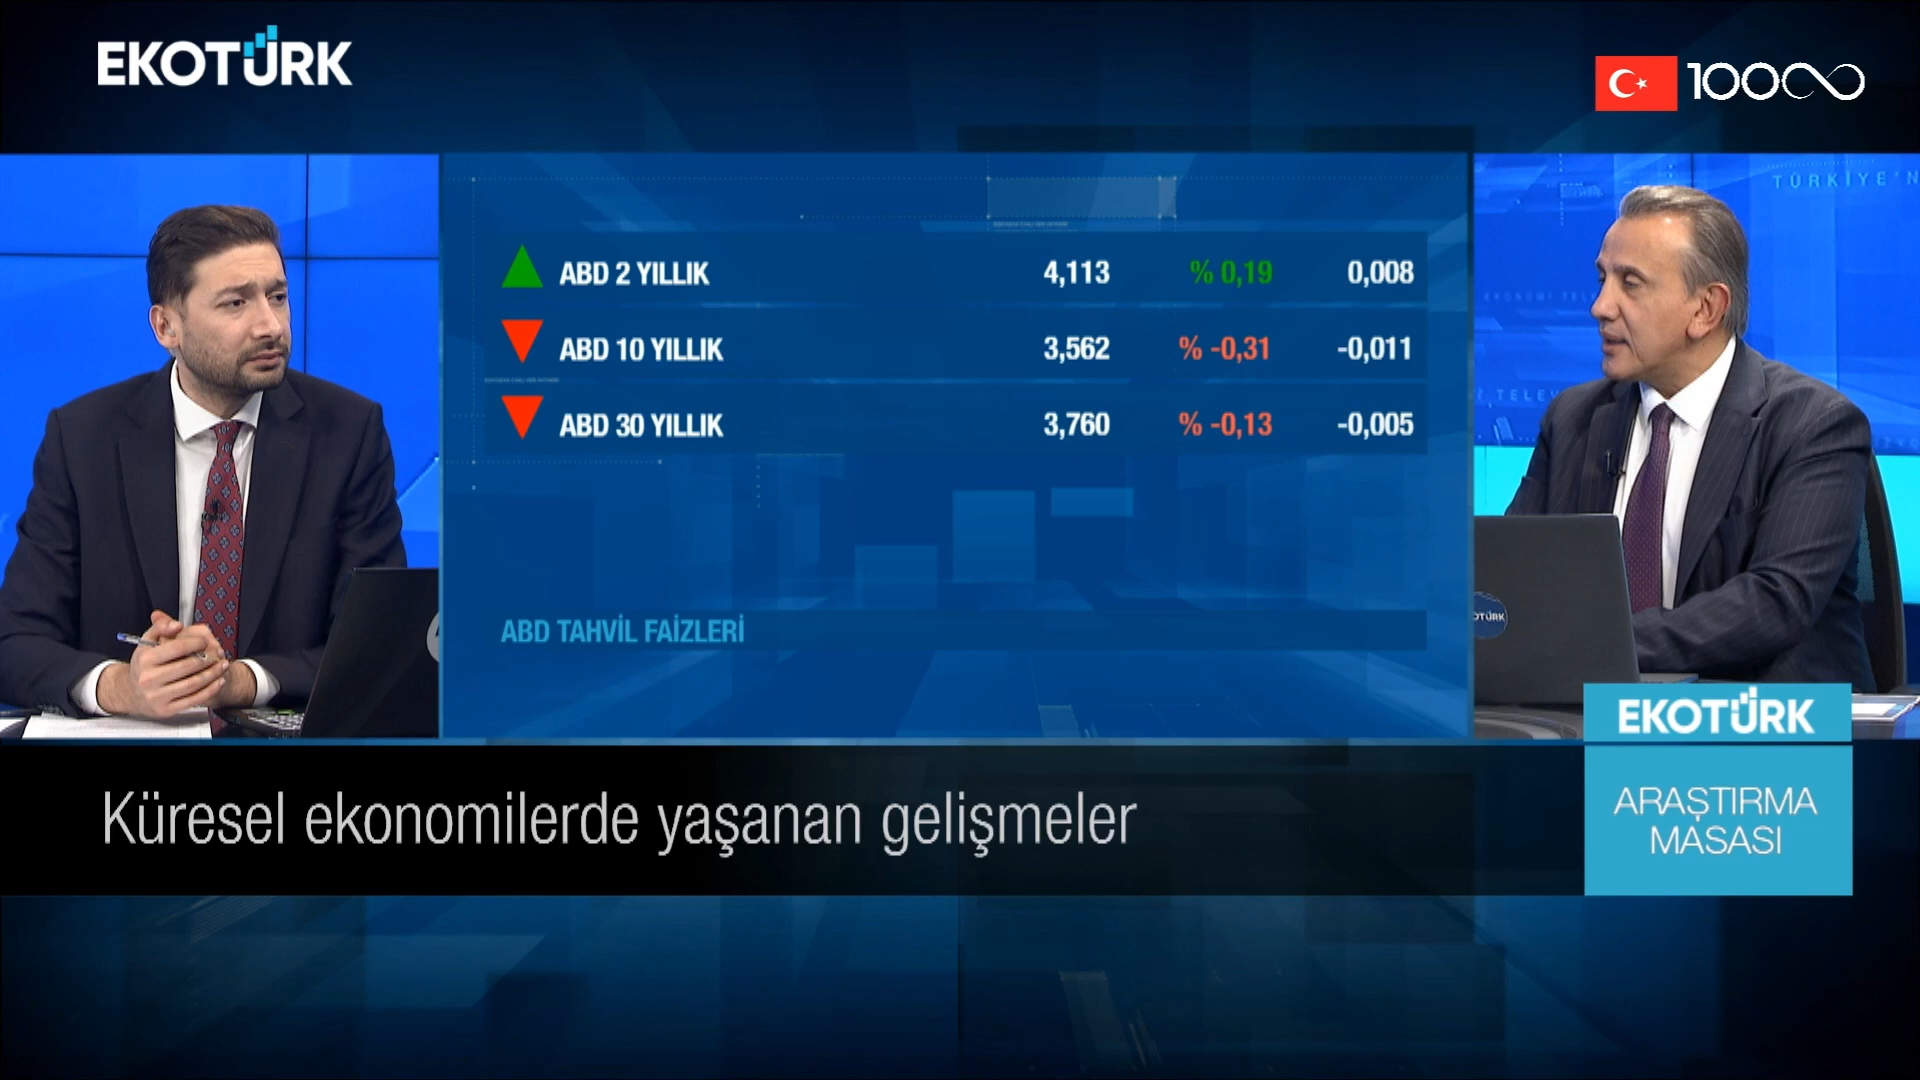 EKOTÜRK
100
TÜRKİYE'N
ABD 2 YILLIK 4,113 % 0,19 0,008
ABD 10 YILLIK 3,562 % -0,31 -0,011
ABD 30 YILLIK 3,760 % -0,13 -0,005
ABD TAHVİL FAİZLERİ
EKOTÜRK
Küresel ekonomilerde yaşanan gelişmeler
ARAŞTIRMA
MASASI